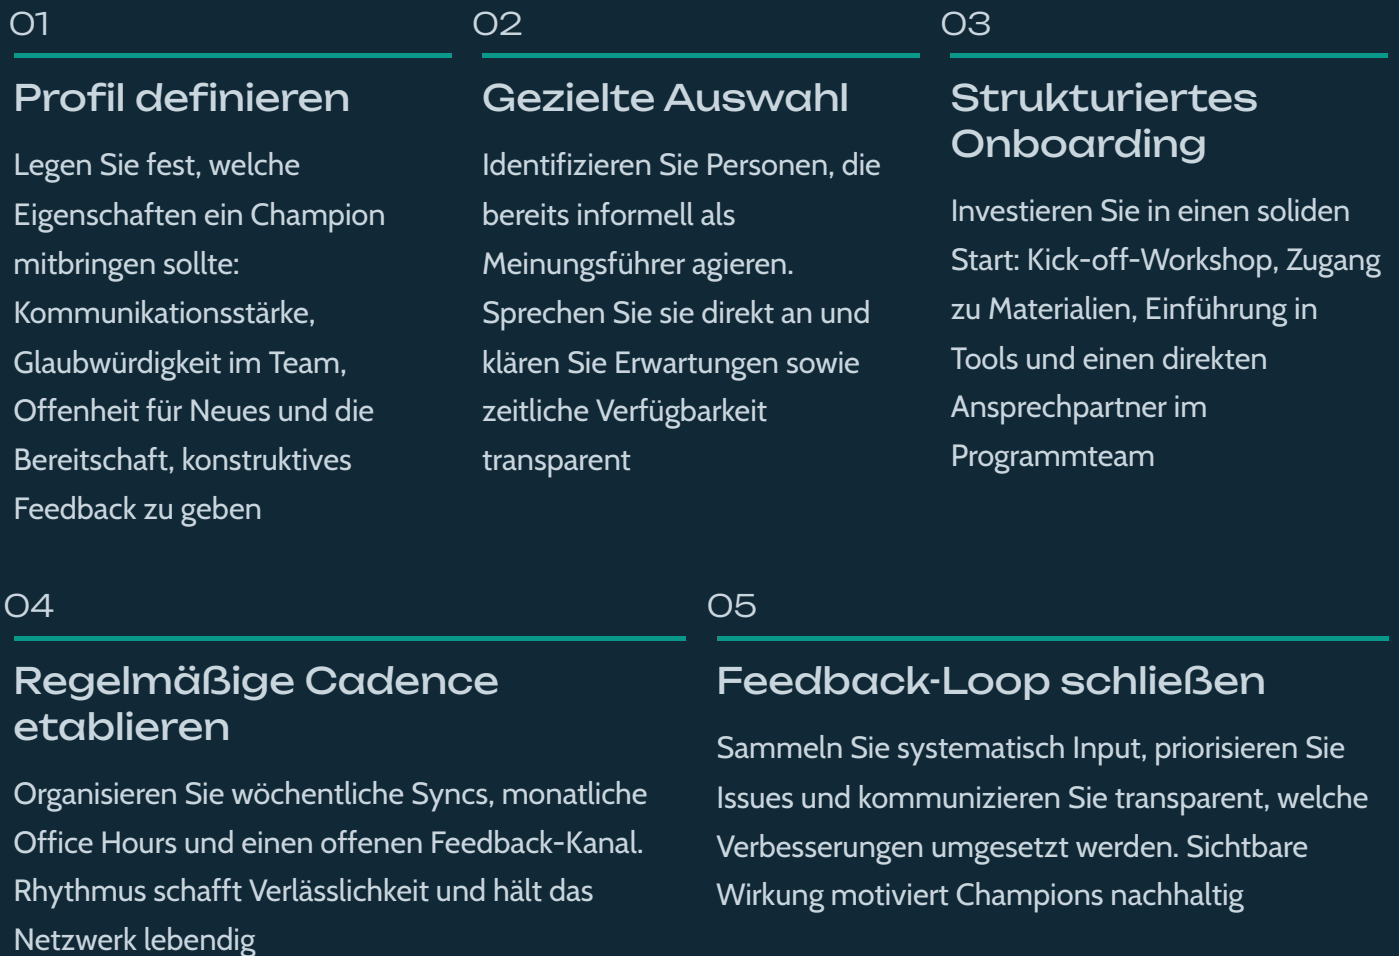 01
Profil definieren
Legen Sie fest, welche
Eigenschaften ein Champion
mitbringen sollte:
Kommunikationsstärke,
Glaubwürdigkeit im Team,
Offenheit für Neues und die
Bereitschaft, konstruktives
Feedback zu geben
02
Gezielte Auswahl
Identifizieren Sie Personen, die
bereits informell als
Meinungsführer agieren.
Sprechen Sie sie direkt an und
klären Sie Erwartungen sowie
zeitliche Verfügbarkeit
transparent
03
Strukturiertes
Onboarding
Investieren Sie in einen soliden
Start: Kick-off-Workshop, Zugang
zu Materialien, Einführung in
Tools und einen direkten
Ansprechpartner im
Programmteam
04
Regelmäßige Cadence
etablieren
Organisieren Sie wöchentliche Syncs, monatliche
Office Hours und einen offenen Feedback-Kanal.
Rhythmus schafft Verlässlichkeit und hält das
Netzwerk lebendig
05
Feedback-Loop schließen
Sammeln Sie systematisch Input, priorisieren Sie
Issues und kommunizieren Sie transparent, welche
Verbesserungen umgesetzt werden. Sichtbare
Wirkung motiviert Champions nachhaltig